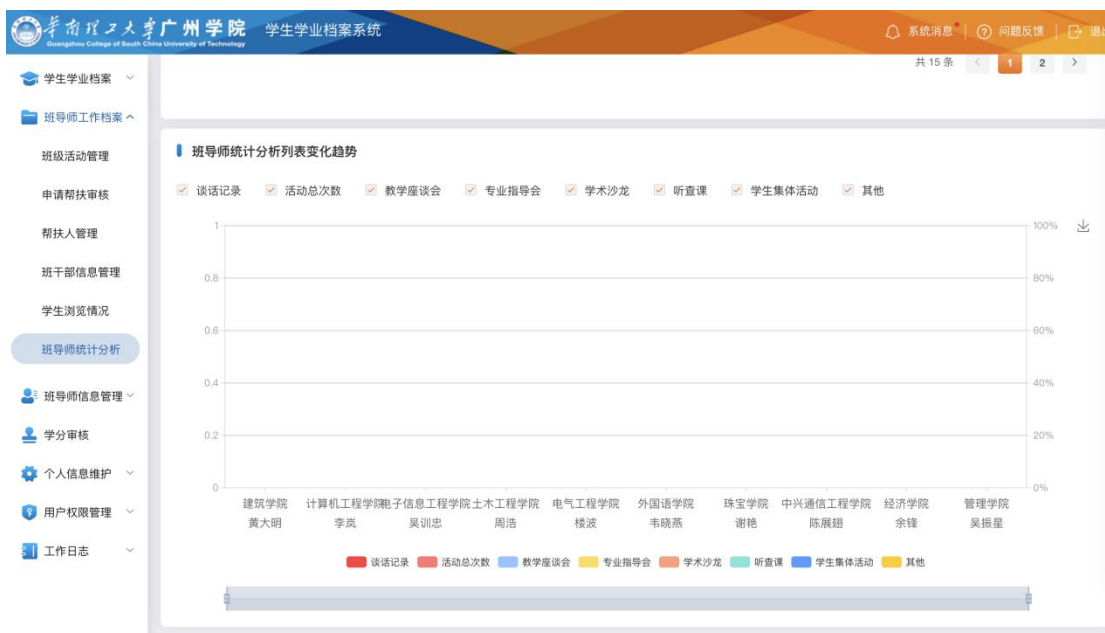 华南理工大学广州学院 学生学业档案系统 系统消息 问题反馈 退出
Guangzhou College of South China University of Technology
学生学业档案
班导师工作档案
班级活动管理
申请帮扶审核
帮扶人管理
班干部信息管理
学生浏览情况
班导师统计分析
班导师信息管理
学分审核
个人信息维护
用户权限管理
工作日志
共 15 条 < 1 2 >
班导师统计分析列表变化趋势
谈话记录 活动总次数 教学座谈会 专业指导会 学术沙龙 听查课 学生集体活动 其他
1 100%
0.8 80%
0.6 60%
0.4 40%
0.2 20%
0 0%
建筑学院 计算机工程学院 电子信息工程学院 土木工程学院 电气工程学院 外国语学院 珠宝学院 中兴通信工程学院 经济学院 管理学院
黄大明 李岚 吴训忠 周浩 楼波 韦晓燕 谢艳 陈展翅 余锋 吴振星
谈话记录 活动总次数 教学座谈会 专业指导会 学术沙龙 听查课 学生集体活动 其他